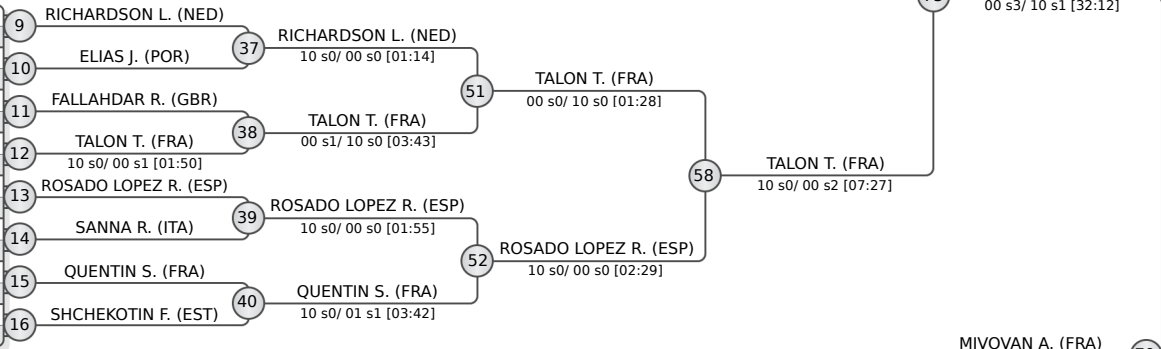 00 s3/ 10 s1 [32:12]
RICHARDSON L. (NED)
9
RICHARDSON L. (NED)
37
10 s0/ 00 s0 [01:14]
ELIAS J. (POR)
10
TALON T. (FRA)
51
00 s0/ 10 s0 [01:28]
FALLAHDAR R. (GBR)
11
TALON T. (FRA)
38
00 s1/ 10 s0 [03:43]
TALON T. (FRA)
12
10 s0/ 00 s1 [01:50]
TALON T. (FRA)
58
10 s0/ 00 s2 [07:27]
ROSADO LOPEZ R. (ESP)
13
ROSADO LOPEZ R. (ESP)
39
10 s0/ 00 s0 [01:55]
SANNA R. (ITA)
14
ROSADO LOPEZ R. (ESP)
52
10 s0/ 00 s0 [02:29]
QUENTIN S. (FRA)
15
QUENTIN S. (FRA)
40
10 s0/ 01 s1 [03:42]
SHCHEKOTIN F. (EST)
16
MIVOVAN A. (FRA)